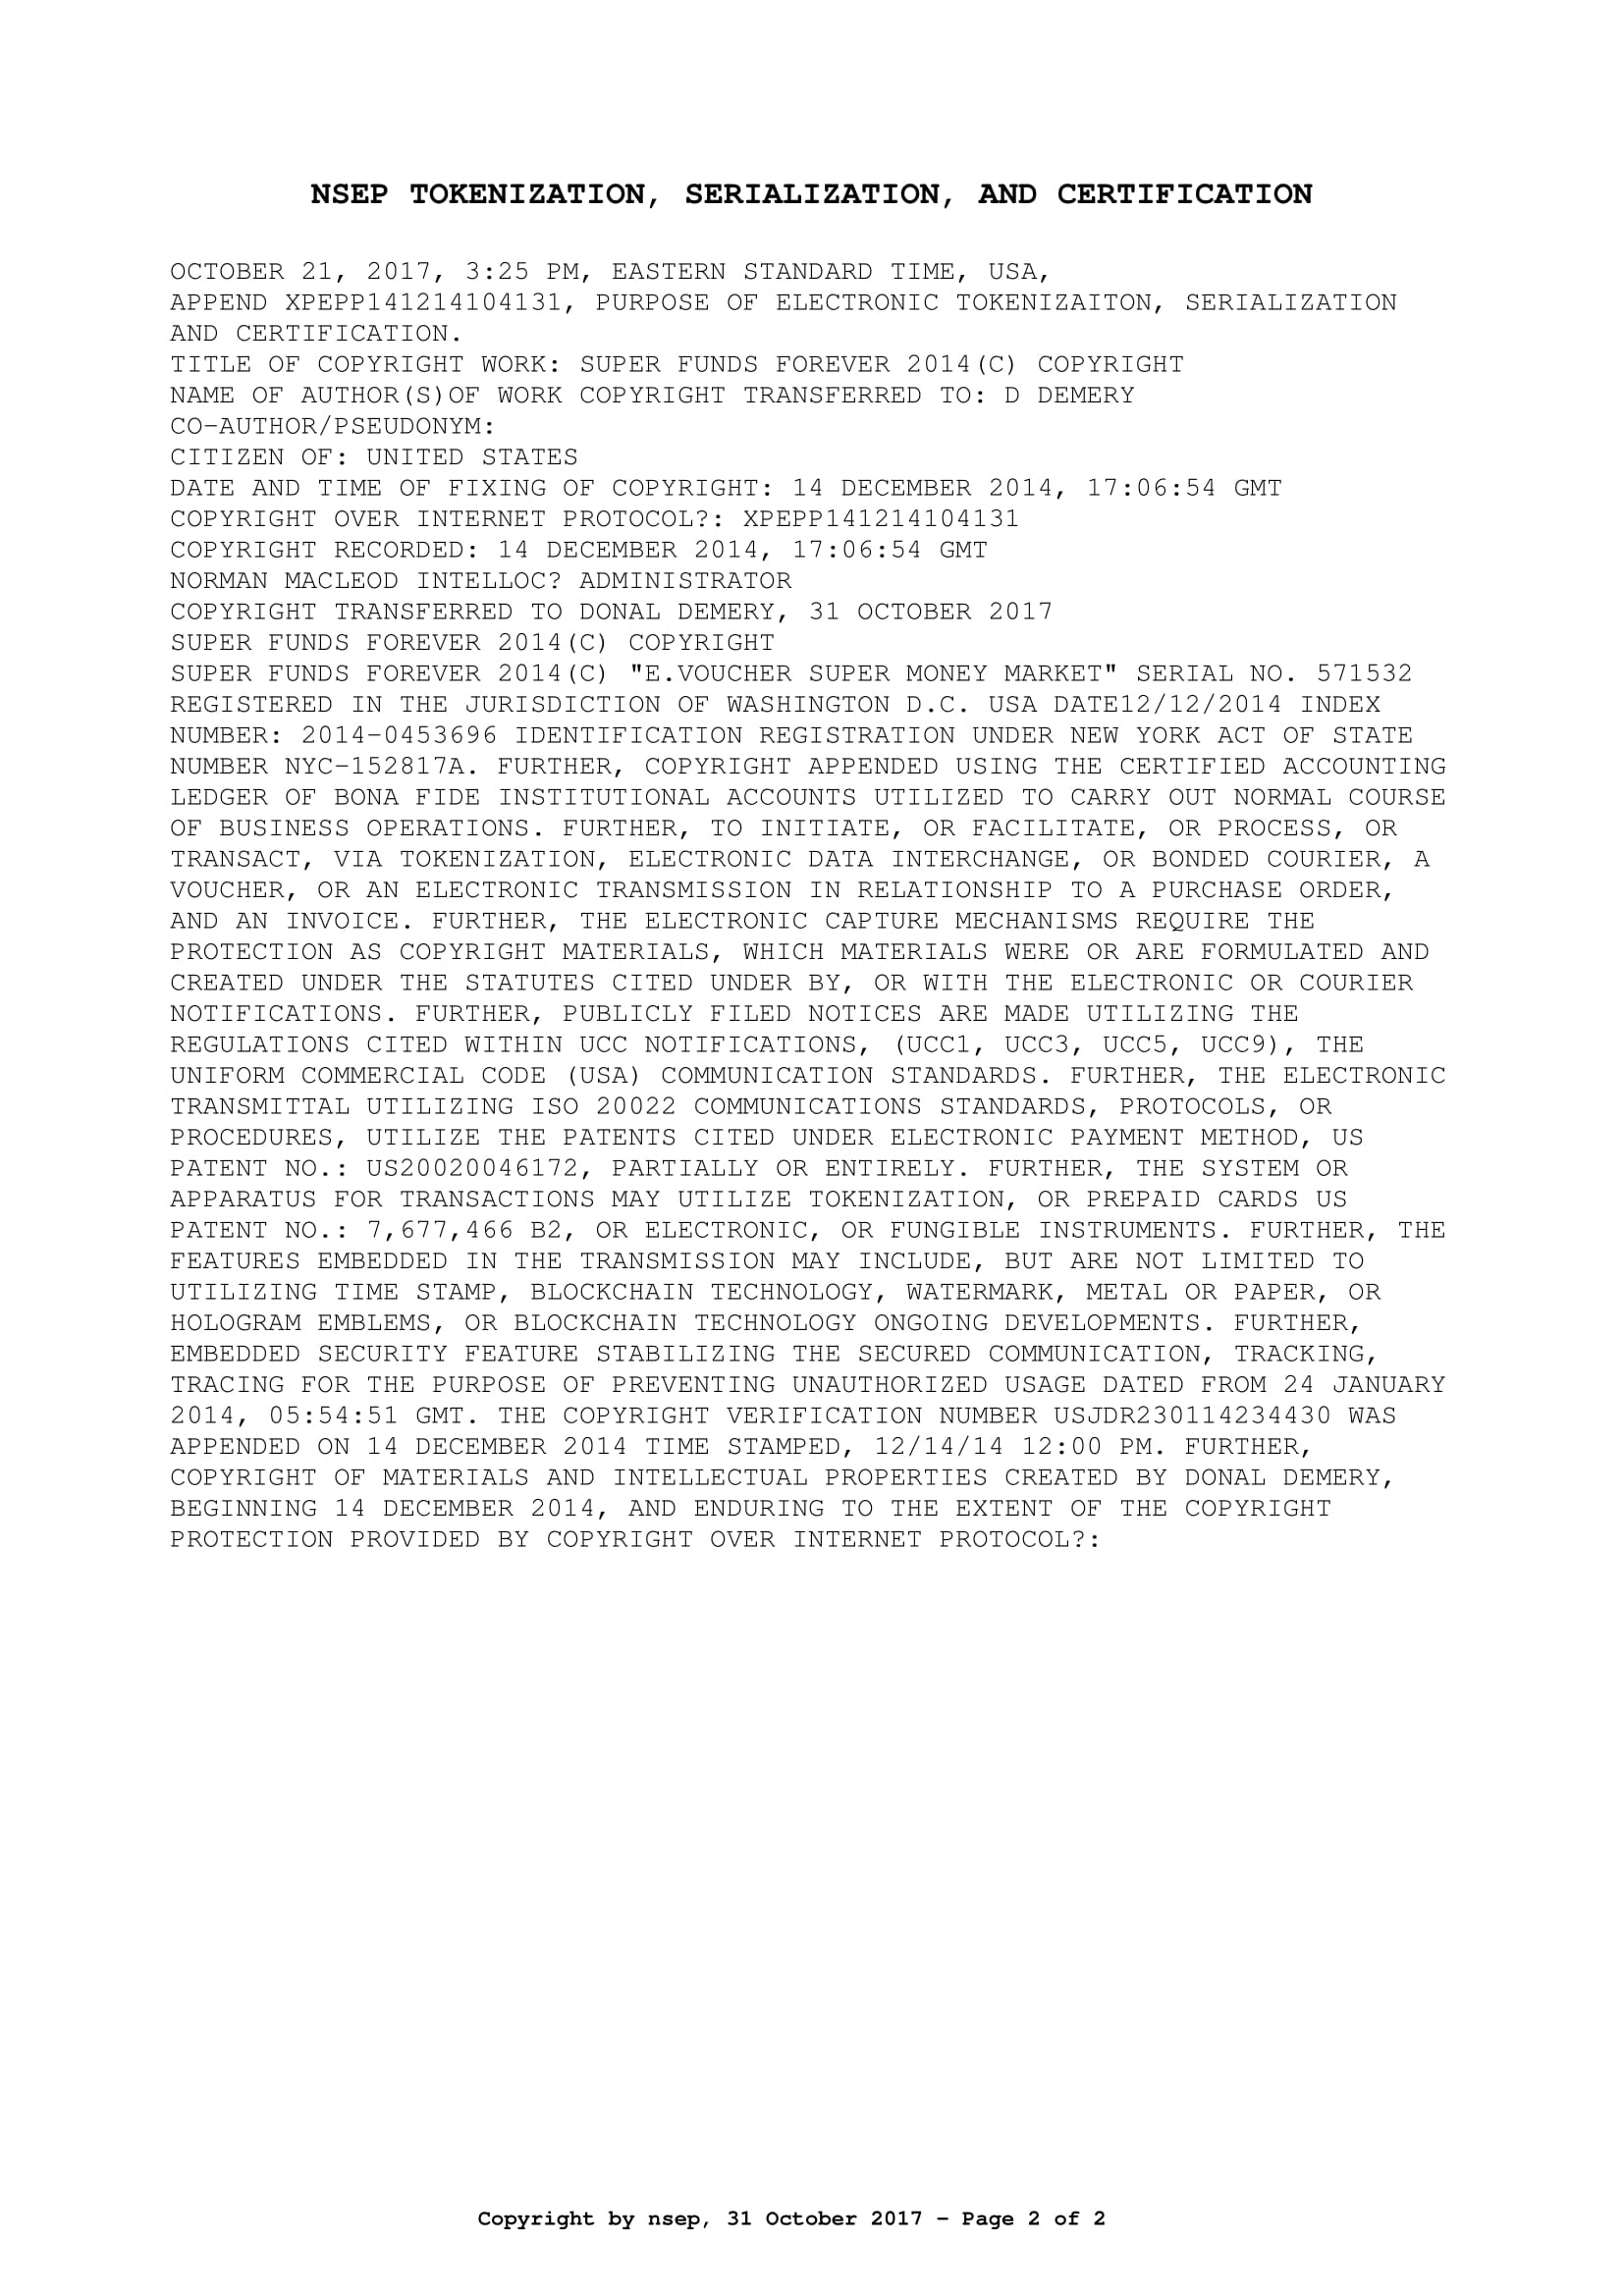 NSEP TOKENIZATION, SERIALIZATION, AND CERTIFICATION
OCTOBER 21, 2017, 3:25 PM, EASTERN STANDARD TIME, USA,
APPEND XPEPP141214104131, PURPOSE OF ELECTRONIC TOKENIZAITON, SERIALIZATION
AND CERTIFICATION.
TITLE OF COPYRIGHT WORK: SUPER FUNDS FOREVER 2014(C) COPYRIGHT
NAME OF AUTHOR(S)OF WORK COPYRIGHT TRANSFERRED TO: D DEMERY
CO-AUTHOR/PSEUDONYM:
CITIZEN OF: UNITED STATES
DATE AND TIME OF FIXING OF COPYRIGHT: 14 DECEMBER 2014, 17:06:54 GMT
COPYRIGHT OVER INTERNET PROTOCOL?: XPEPP141214104131
COPYRIGHT RECORDED: 14 DECEMBER 2014, 17:06:54 GMT
NORMAN MACLEOD INTELLOC? ADMINISTRATOR
COPYRIGHT TRANSFERRED TO DONAL DEMERY, 31 OCTOBER 2017
SUPER FUNDS FOREVER 2014(C) COPYRIGHT
SUPER FUNDS FOREVER 2014(C) "E.VOUCHER SUPER MONEY MARKET" SERIAL NO. 571532
REGISTERED IN THE JURISDICTION OF WASHINGTON D.C. USA DATE12/12/2014 INDEX
NUMBER: 2014-0453696 IDENTIFICATION REGISTRATION UNDER NEW YORK ACT OF STATE
NUMBER NYC-152817A. FURTHER, COPYRIGHT APPENDED USING THE CERTIFIED ACCOUNTING
LEDGER OF BONA FIDE INSTITUTIONAL ACCOUNTS UTILIZED TO CARRY OUT NORMAL COURSE
OF BUSINESS OPERATIONS. FURTHER, TO INITIATE, OR FACILITATE, OR PROCESS, OR
TRANSACT, VIA TOKENIZATION, ELECTRONIC DATA INTERCHANGE, OR BONDED COURIER, A
VOUCHER, OR AN ELECTRONIC TRANSMISSION IN RELATIONSHIP TO A PURCHASE ORDER,
AND AN INVOICE. FURTHER, THE ELECTRONIC CAPTURE MECHANISMS REQUIRE THE
PROTECTION AS COPYRIGHT MATERIALS, WHICH MATERIALS WERE OR ARE FORMULATED AND
CREATED UNDER THE STATUTES CITED UNDER BY, OR WITH THE ELECTRONIC OR COURIER
NOTIFICATIONS. FURTHER, PUBLICLY FILED NOTICES ARE MADE UTILIZING THE
REGULATIONS CITED WITHIN UCC NOTIFICATIONS, (UCC1, UCC3, UCC5, UCC9), THE
UNIFORM COMMERCIAL CODE (USA) COMMUNICATION STANDARDS. FURTHER, THE ELECTRONIC
TRANSMITTAL UTILIZING ISO 20022 COMMUNICATIONS STANDARDS, PROTOCOLS, OR
PROCEDURES, UTILIZE THE PATENTS CITED UNDER ELECTRONIC PAYMENT METHOD, US
PATENT NO.: US20020046172, PARTIALLY OR ENTIRELY. FURTHER, THE SYSTEM OR
APPARATUS FOR TRANSACTIONS MAY UTILIZE TOKENIZATION, OR PREPAID CARDS US
PATENT NO.: 7,677,466 B2, OR ELECTRONIC, OR FUNGIBLE INSTRUMENTS. FURTHER, THE
FEATURES EMBEDDED IN THE TRANSMISSION MAY INCLUDE, BUT ARE NOT LIMITED TO
UTILIZING TIME STAMP, BLOCKCHAIN TECHNOLOGY, WATERMARK, METAL OR PAPER, OR
HOLOGRAM EMBLEMS, OR BLOCKCHAIN TECHNOLOGY ONGOING DEVELOPMENTS. FURTHER,
EMBEDDED SECURITY FEATURE STABILIZING THE SECURED COMMUNICATION, TRACKING,
TRACING FOR THE PURPOSE OF PREVENTING UNAUTHORIZED USAGE DATED FROM 24 JANUARY
2014, 05:54:51 GMT. THE COPYRIGHT VERIFICATION NUMBER USJDR230114234430 WAS
APPENDED ON 14 DECEMBER 2014 TIME STAMPED, 12/14/14 12:00 PM. FURTHER,
COPYRIGHT OF MATERIALS AND INTELLECTUAL PROPERTIES CREATED BY DONAL DEMERY,
BEGINNING 14 DECEMBER 2014, AND ENDURING TO THE EXTENT OF THE COPYRIGHT
PROTECTION PROVIDED BY COPYRIGHT OVER INTERNET PROTOCOL?:
Copyright by nsep, 31 October 2017 - Page 2 of 2